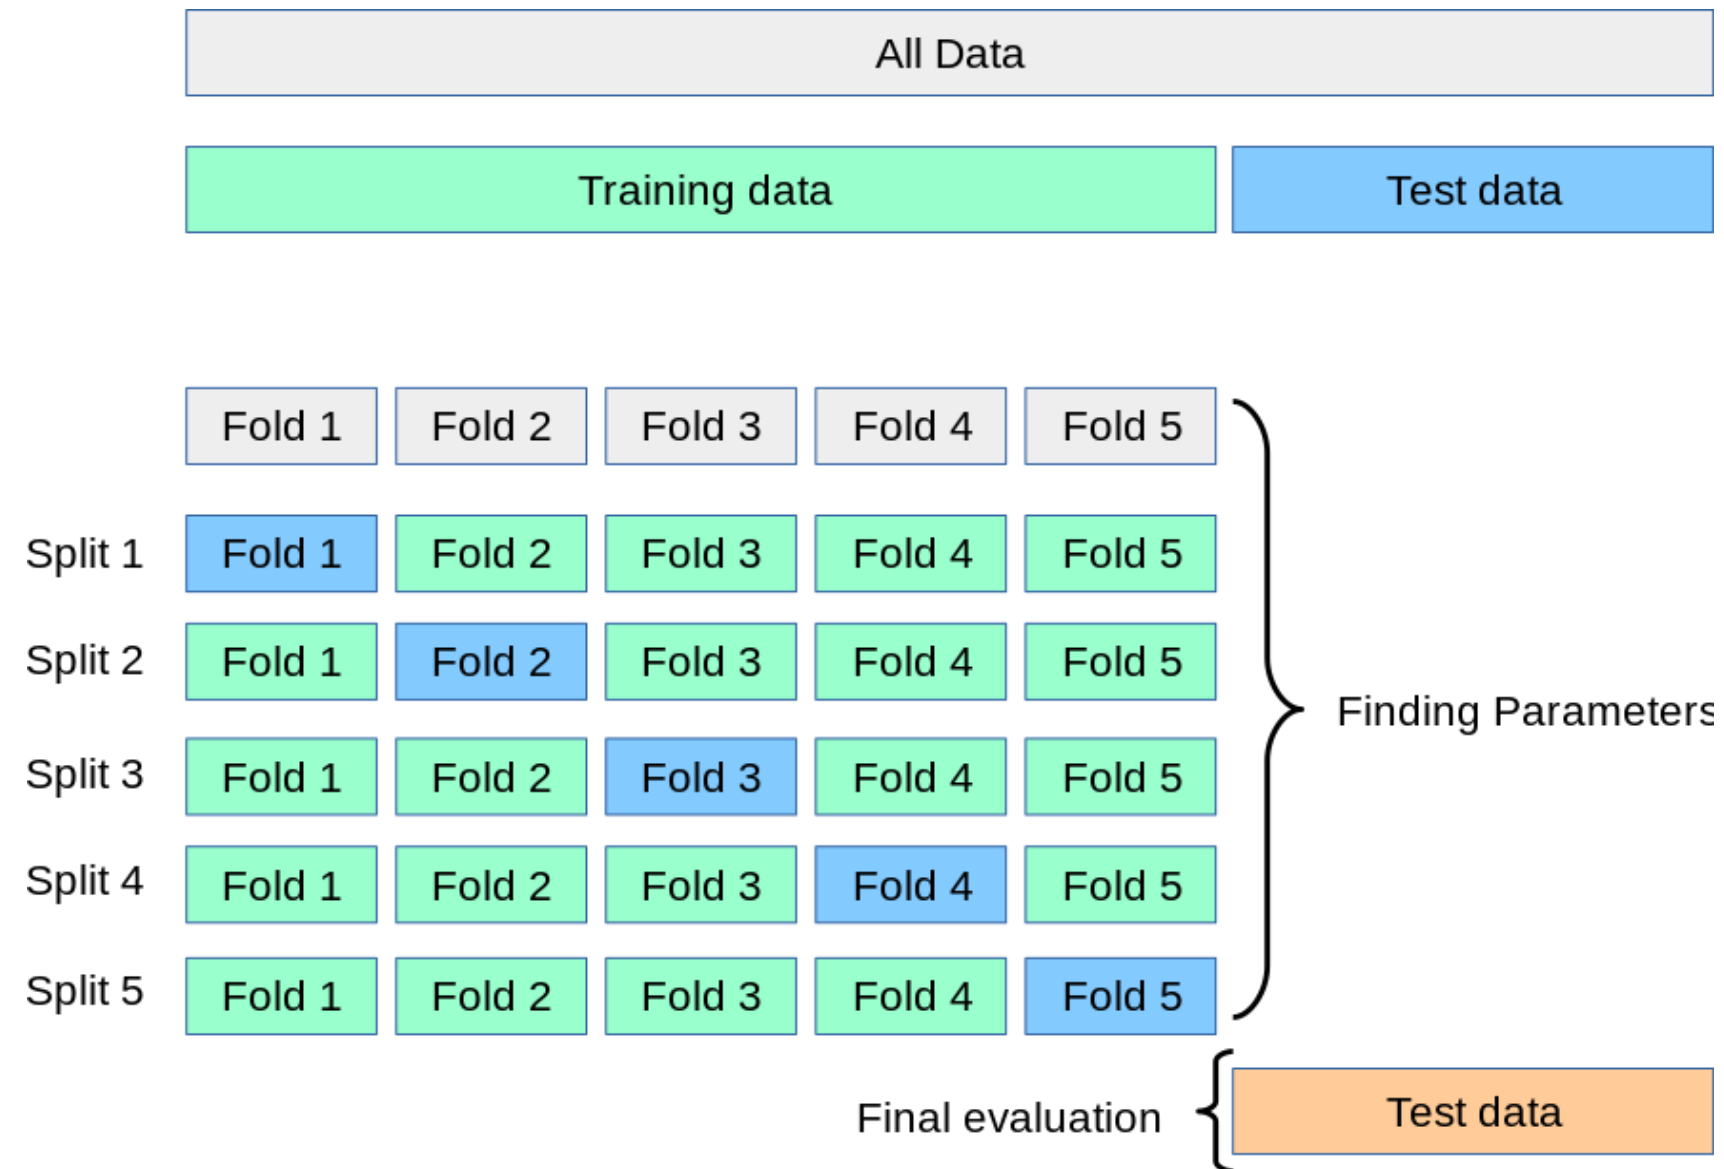 All Data
Training data Test data
Fold 1 Fold 2 Fold 3 Fold 4 Fold 5
Split 1 Fold 1 Fold 2 Fold 3 Fold 4 Fold 5
Split 2 Fold 1 Fold 2 Fold 3 Fold 4 Fold 5
Finding Parameters
Split 3 Fold 1 Fold 2 Fold 3 Fold 4 Fold 5
Split 4 Fold 1 Fold 2 Fold 3 Fold 4 Fold 5
Split 5 Fold 1 Fold 2 Fold 3 Fold 4 Fold 5
Final evaluation Test data